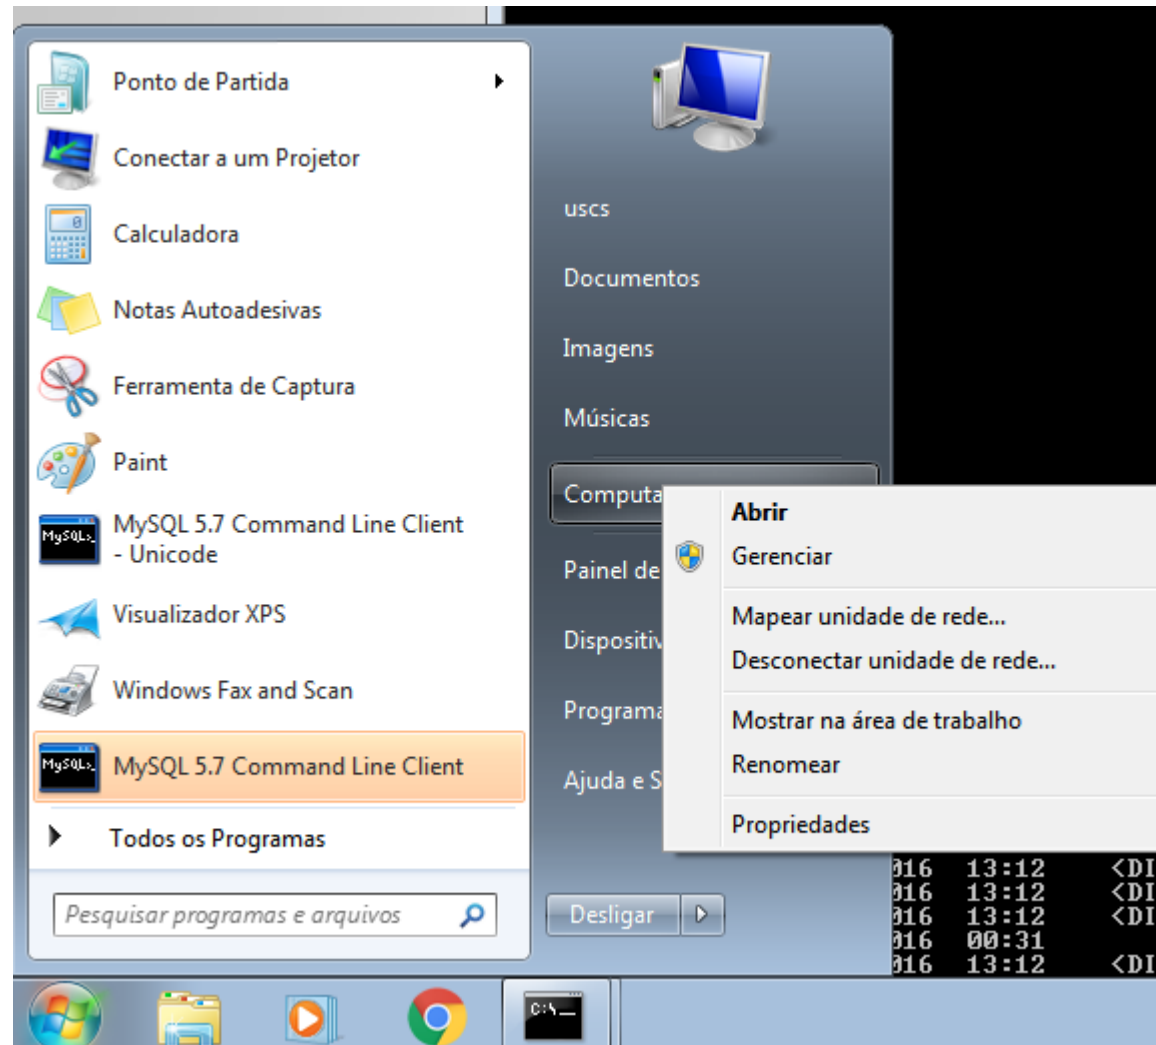 Ponto de Partida
Conectar a um Projetor
Calculadora
Notas Autoadesivas
Ferramenta de Captura
Paint
MySQL 5.7 Command Line Client
- Unicode
Visualizador XPS
Windows Fax and Scan
MySQL 5.7 Command Line Client
Todos os Programas
Pesquisar programas e arquivos
uscs
Documentos
Imagens
Músicas
Computa
Painel de
Dispositiv
Programa
Ajuda e S
Desligar
Abrir
Gerenciar
Mapear unidade de rede...
Desconectar unidade de rede...
Mostrar na área de trabalho
Renomear
Propriedades
016 13:12 <DI
016 13:12 <DI
016 13:12 <DI
016 00:31
016 13:12 <DI